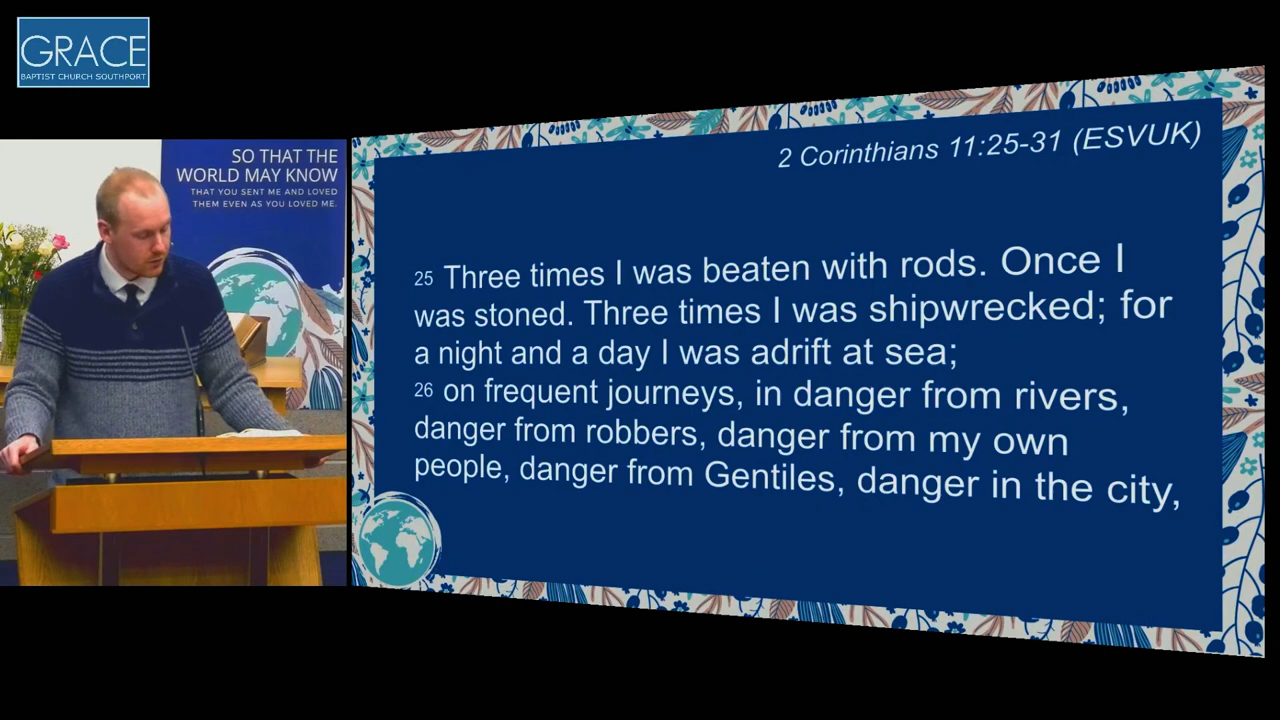 GRACE
BAPTIST CHURCH SOUTHPORT
SO THAT THE
WORLD MAY KNOW
THAT YOU SENT ME AND LOVED
THEM EVEN AS YOU LOVED ME.
2 Corinthians 11:25-31 (ESVUK)
25 Three times I was beaten with rods. Once I
was stoned. Three times I was shipwrecked; for
a night and a day I was adrift at sea;
26 on frequent journeys, in danger from rivers,
danger from robbers, danger from my own
people, danger from Gentiles, danger in the city,